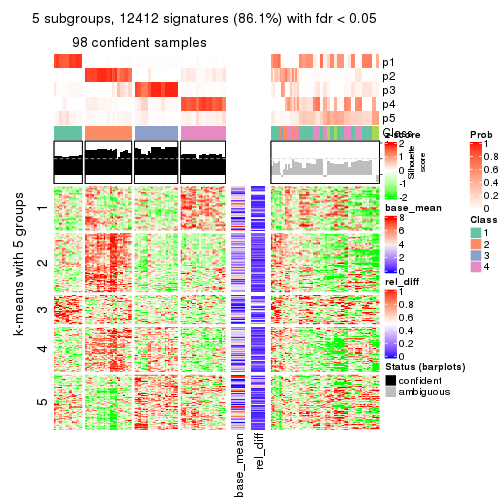 5 subgroups, 12412 signatures (86.1%) with fdr < 0.05
98 confident samples
p1
p2
p3
p4
p5
Class
z-score
2
1
0
-1
-2
Silhouette score
base_mean
8
6
4
2
0
rel_diff
1
0.8
0.6
0.4
0.2
0
Status (barplots)
confident
ambiguous
Prob
1
0.8
0.6
0.4
0.2
0
Class
1
2
3
4
k-means with 5 groups
1
2
3
4
5
base_mean
rel_diff